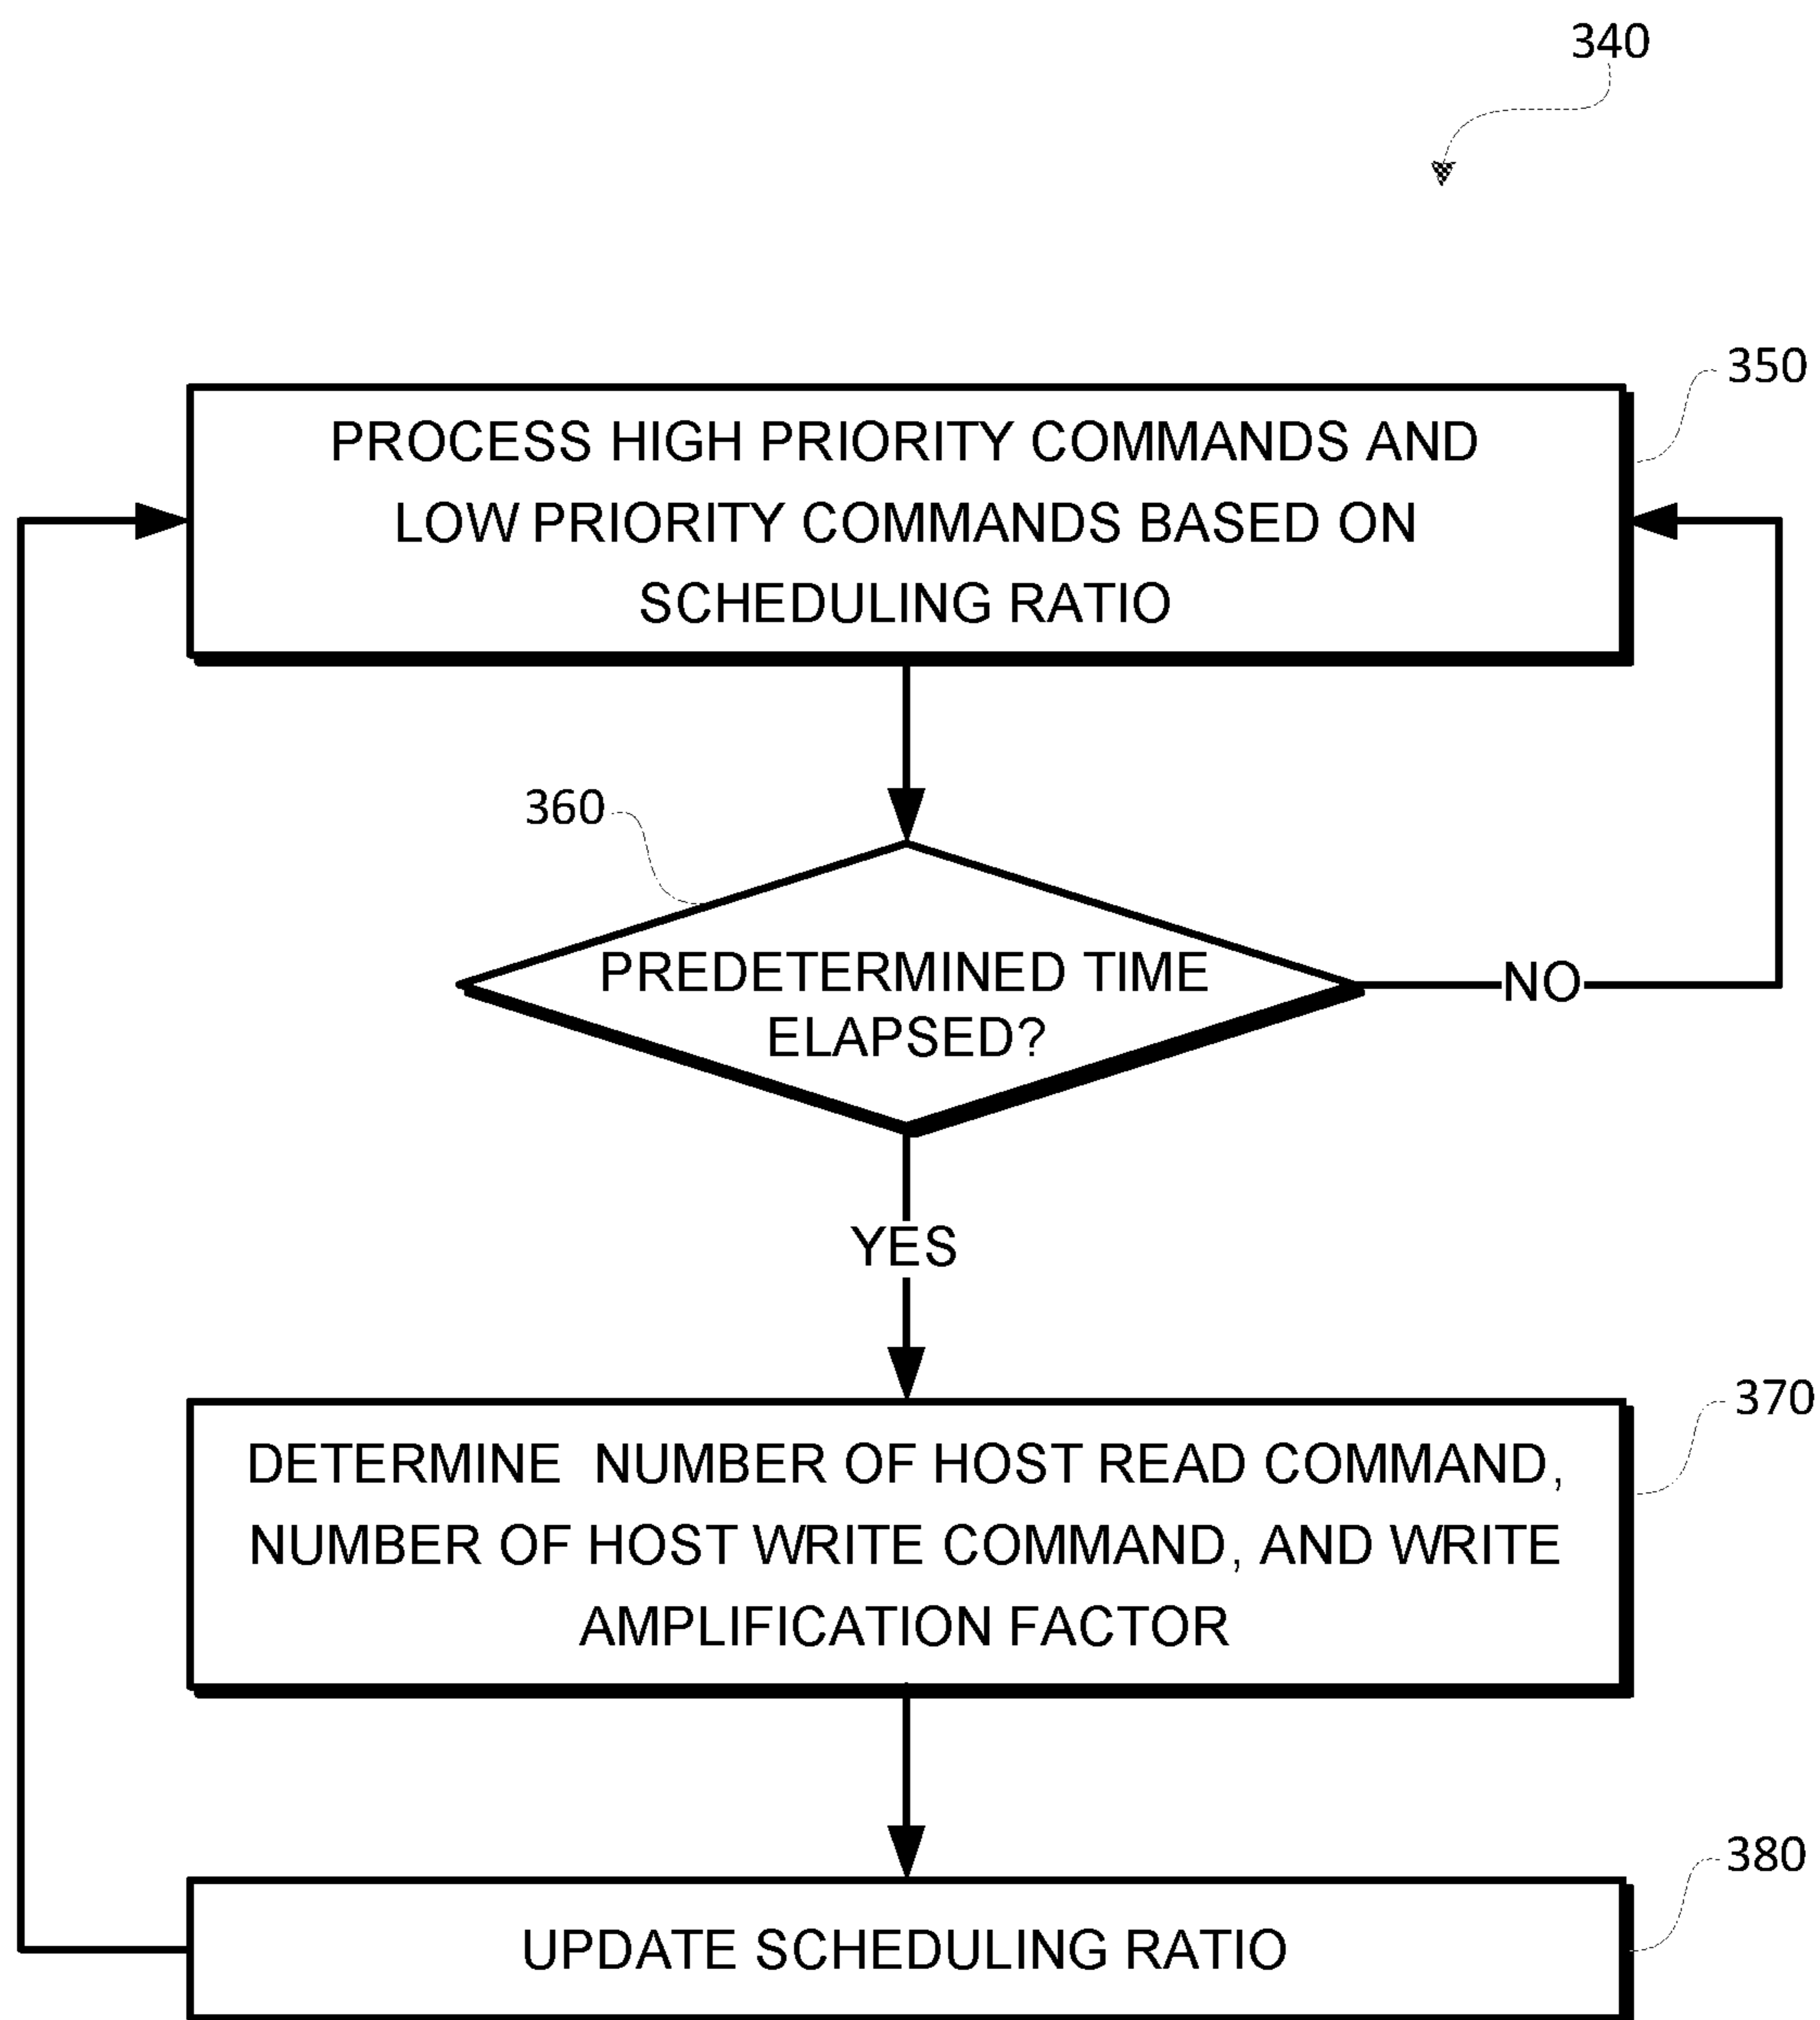 340
350
PROCESS HIGH PRIORITY COMMANDS AND
LOW PRIORITY COMMANDS BASED ON
SCHEDULING RATIO
360
PREDETERMINED TIME
ELAPSED?
NO
YES
370
DETERMINE NUMBER OF HOST READ COMMAND,
NUMBER OF HOST WRITE COMMAND, AND WRITE
AMPLIFICATION FACTOR
380
UPDATE SCHEDULING RATIO